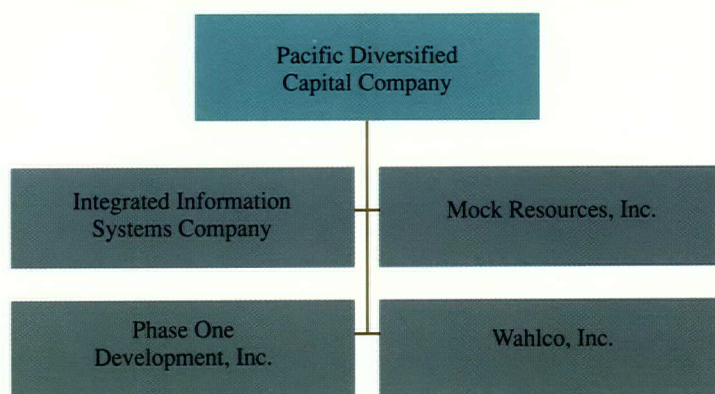 Pacific Diversified
Capital Company
Integrated Information
Systems Company
Mock Resources, Inc.
Phase One
Development, Inc.
Wahlco, Inc.